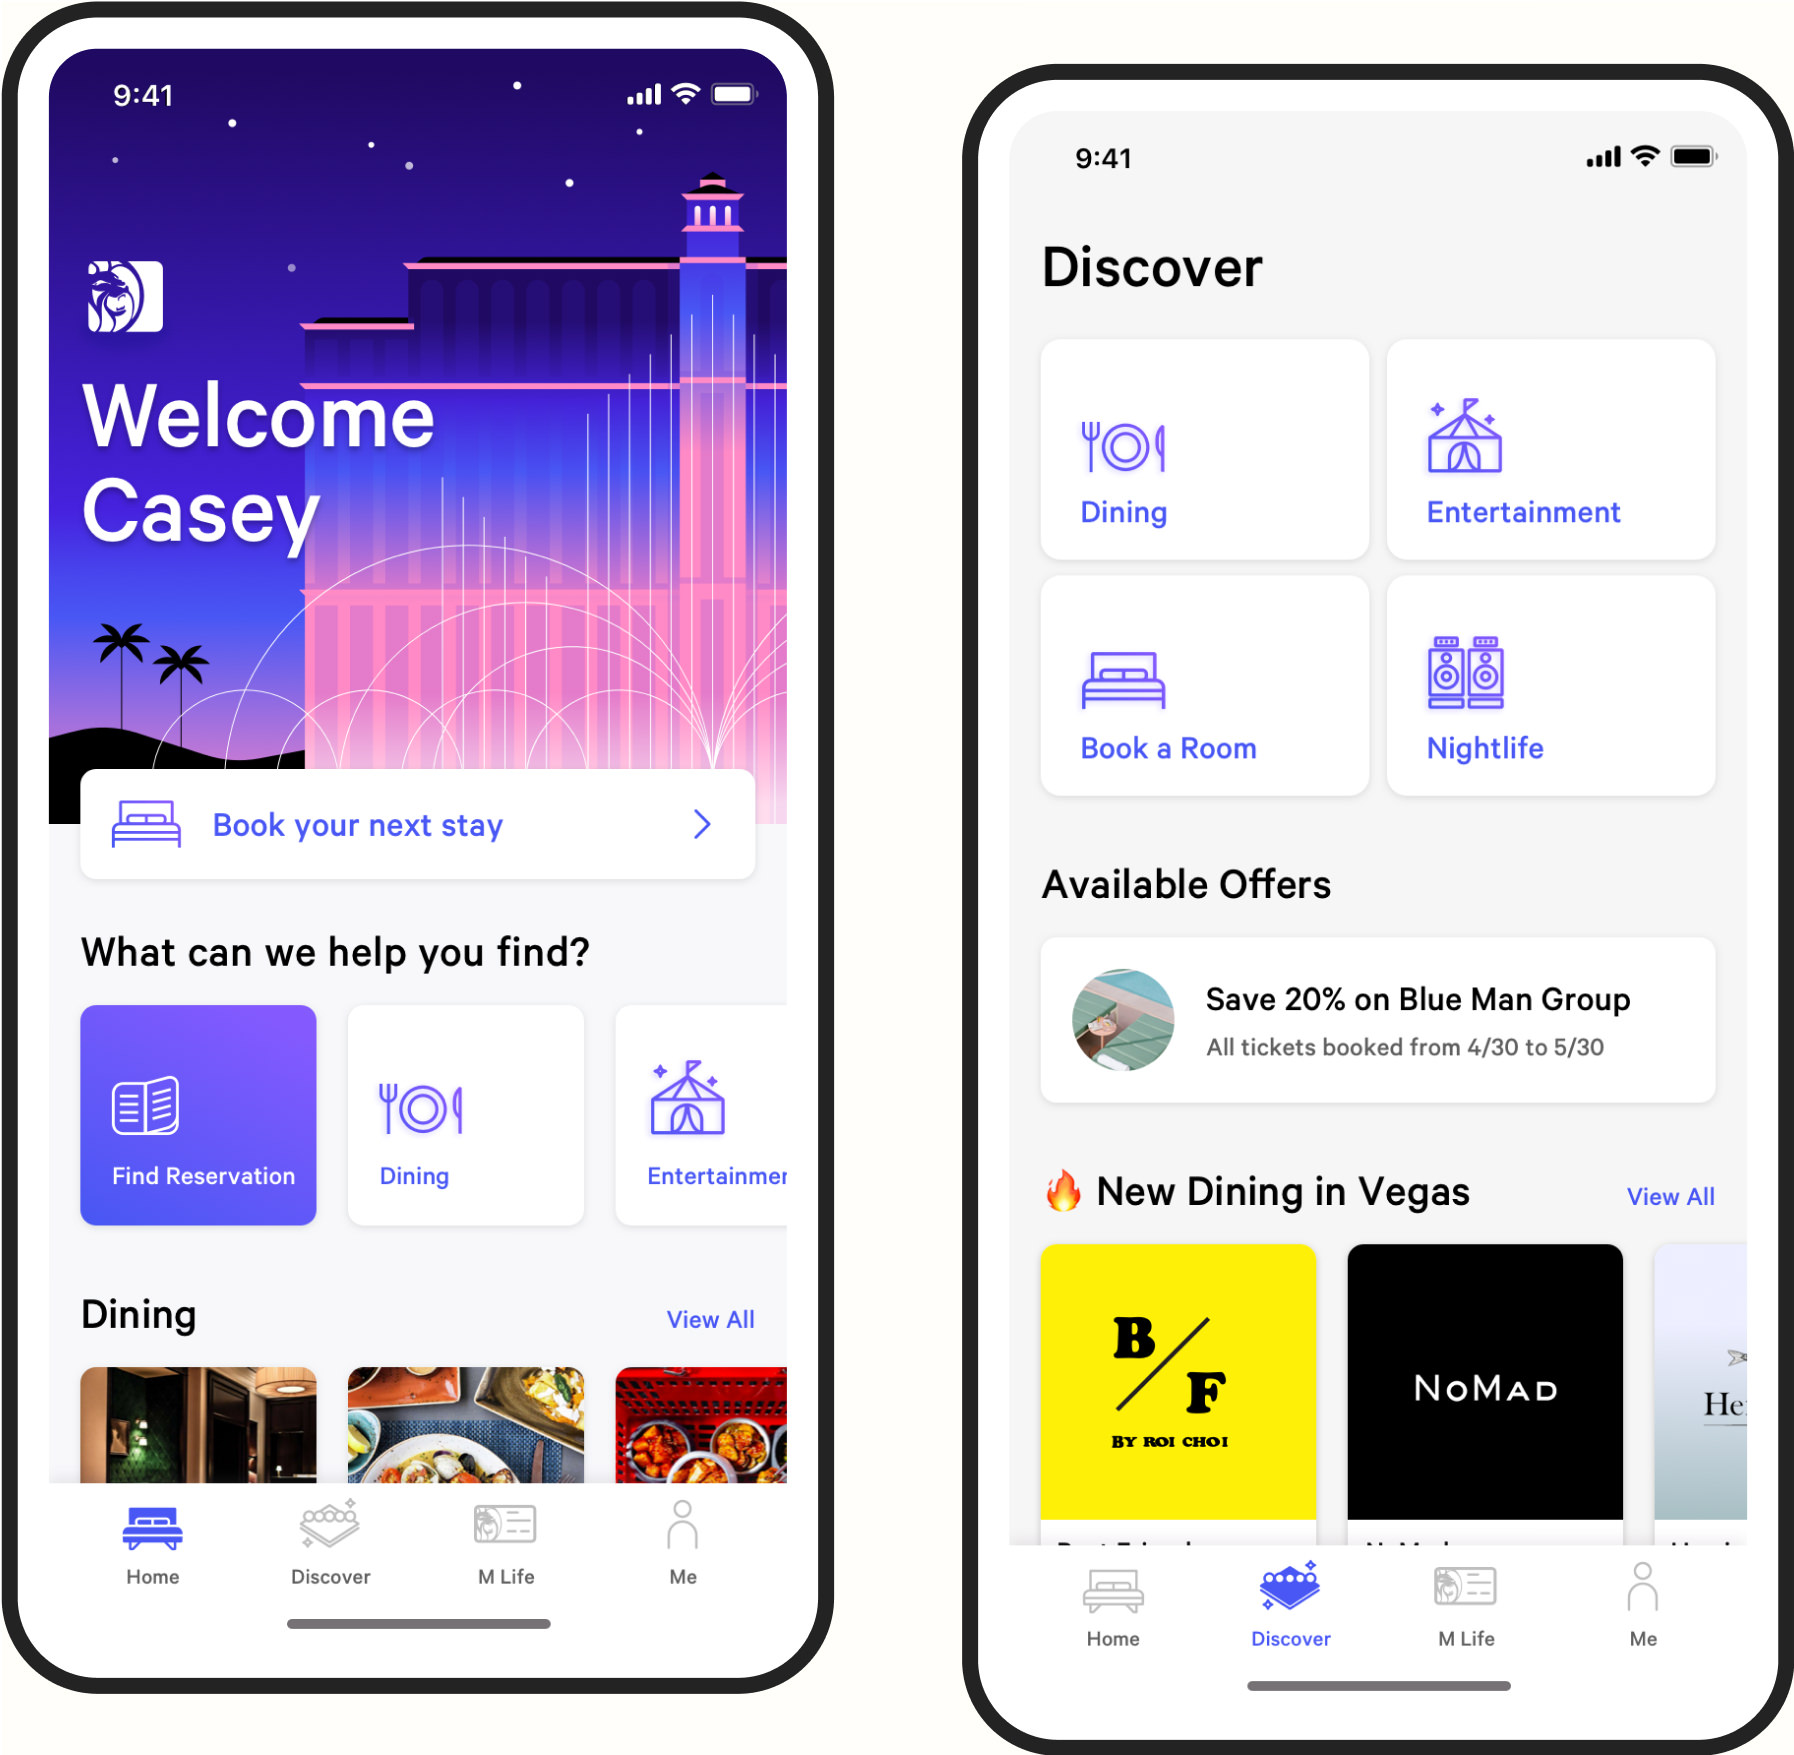 9:41
Welcome
Casey
Book your next stay
What can we help you find?
Find Reservation
Dining
Dining
View All
Home
Discover
M Life
Me
9:41
Discover
Dining
Entertainment
Book a Room
Nightlife
Available Offers
Save 20% on Blue Man Group
All tickets booked from 4/30 to 5/30
🔥 New Dining in Vegas
View All
B/F
BY ROI CHOI
NOMAD
Home
Discover
M Life
Me